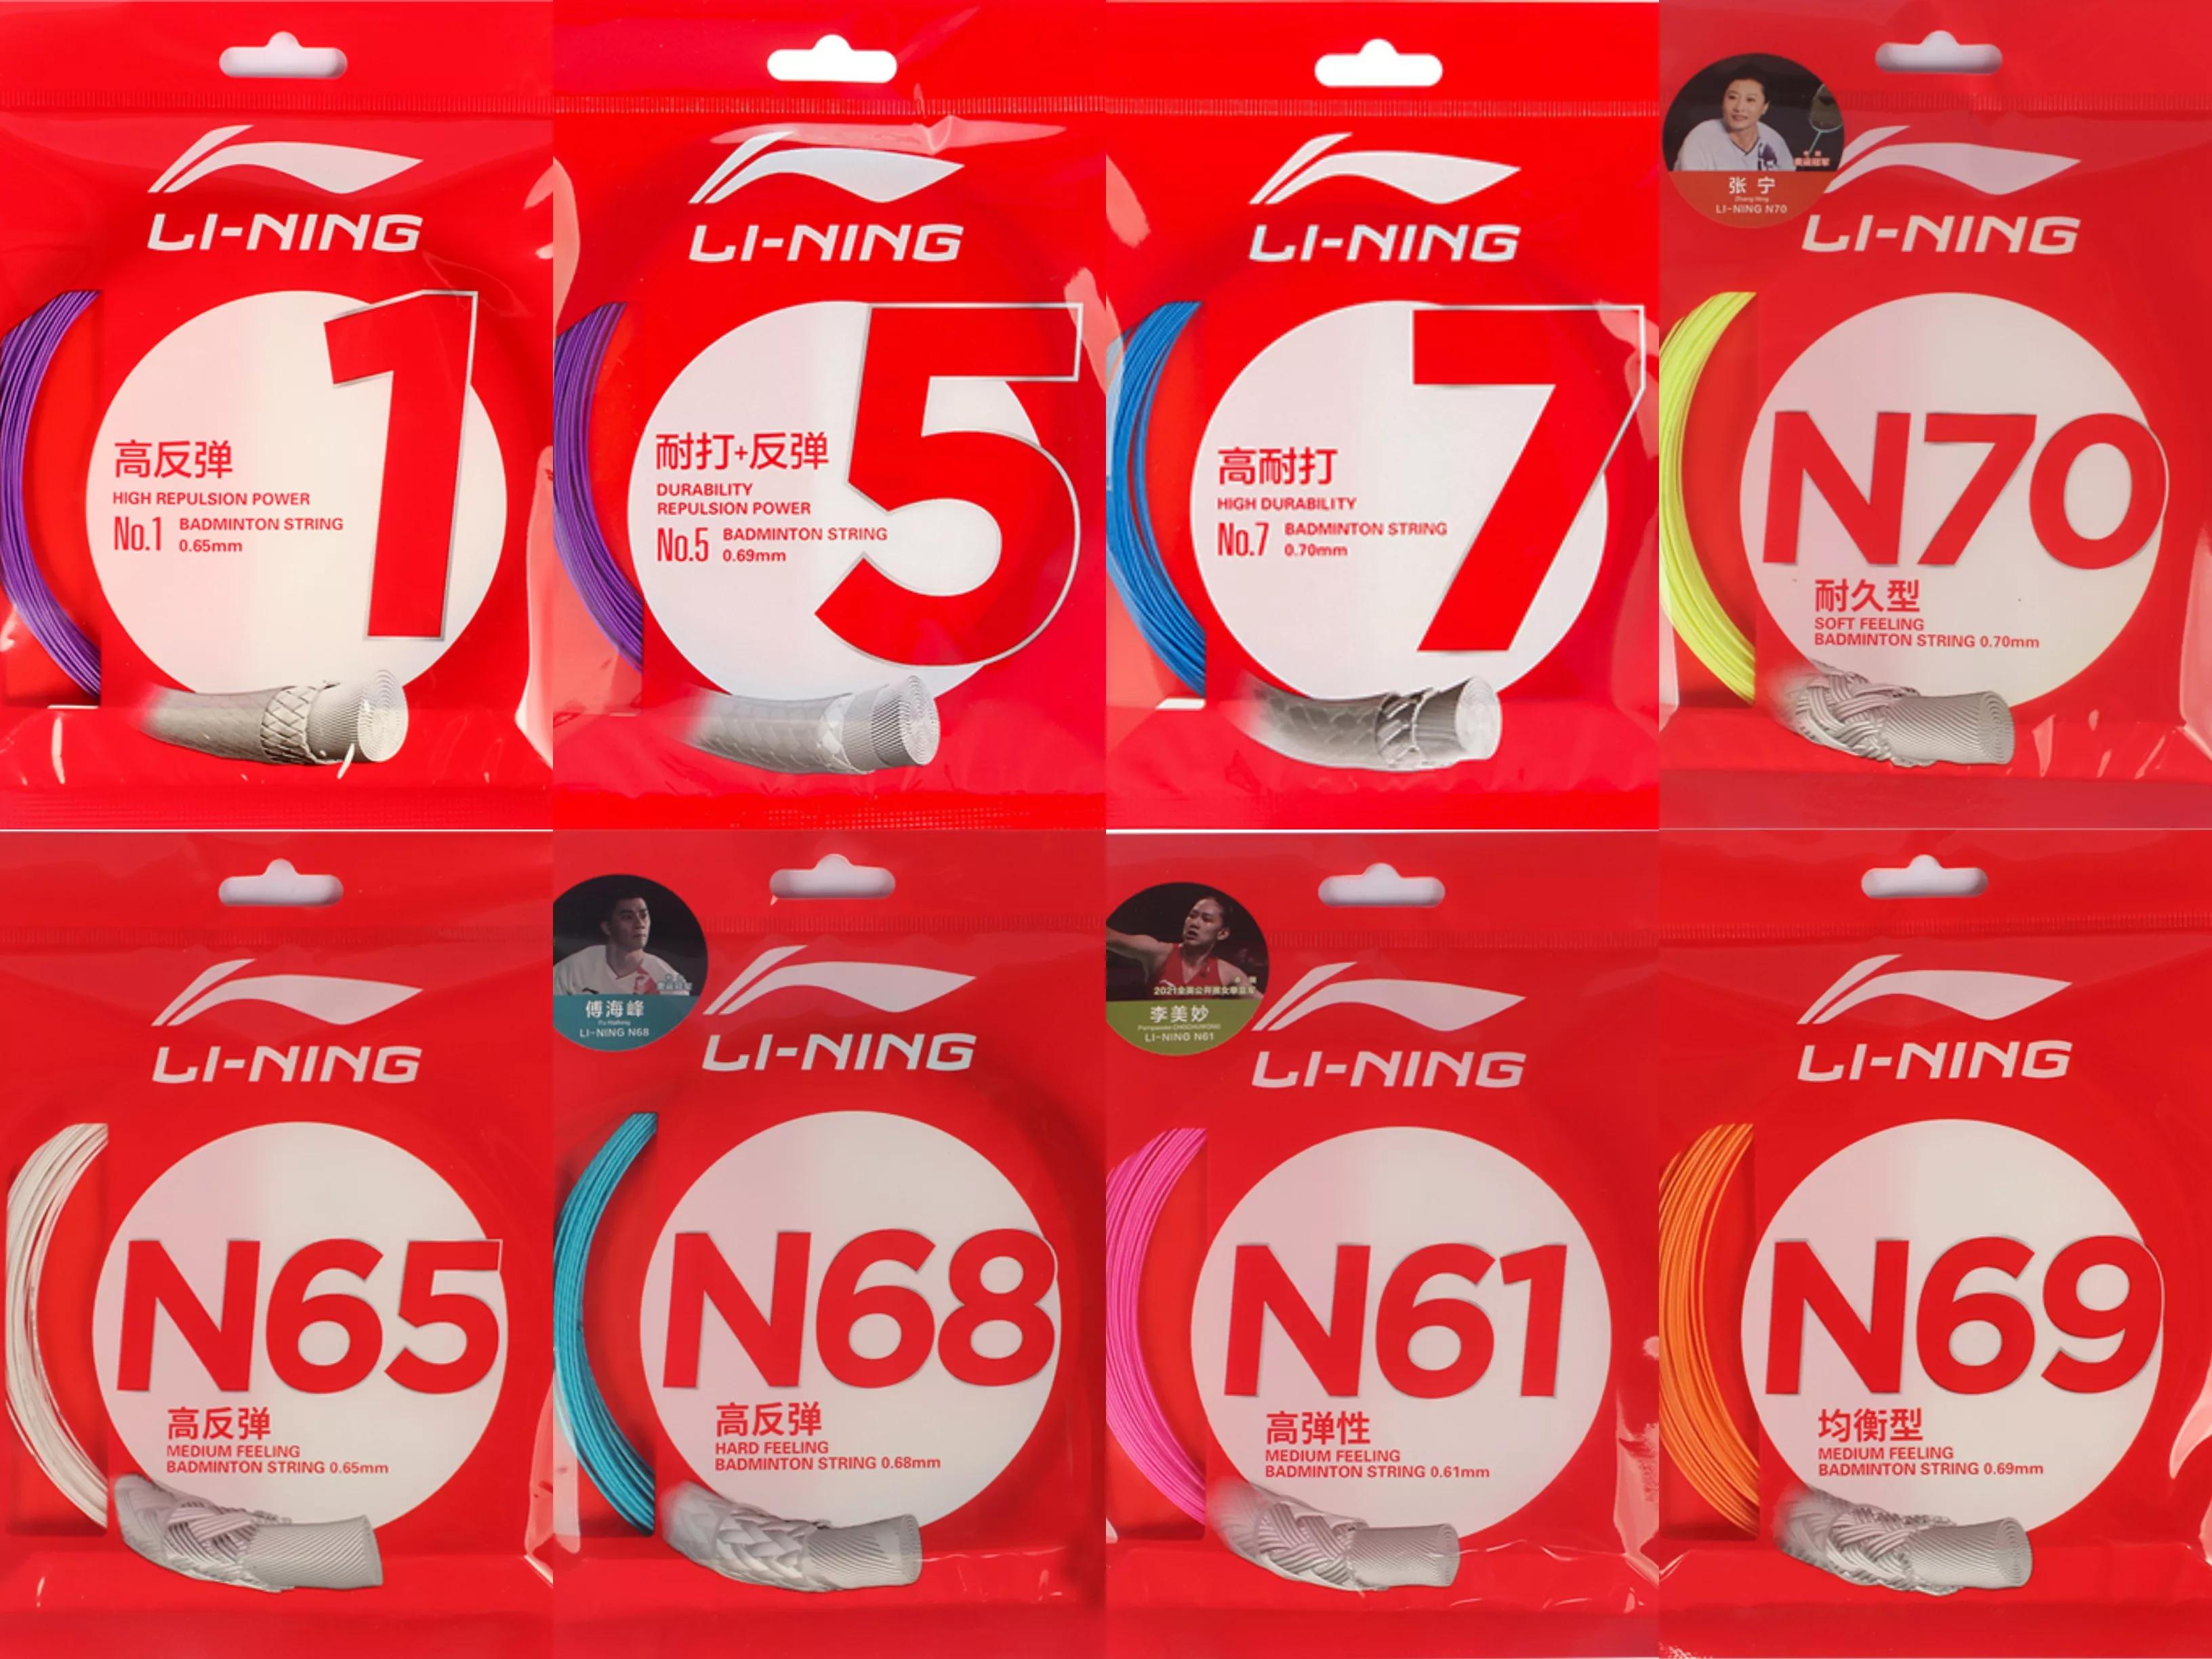 LI-NING
1
高反弹
HIGH REPULSION POWER
No.1 BADMINTON STRING
0.65mm
LI-NING
5
耐打+反弹
DURABILITY
REPULSION POWER
No.5 BADMINTON STRING
0.69mm
LI-NING
7
高耐打
HIGH DURABILITY
No.7 BADMINTON STRING
0.70mm
张宁
Zhang Ning
LI-NING N70
LI-NING
N70
耐久型
SOFT FEELING
BADMINTON STRING 0.70mm
LI-NING
N65
高反弹
MEDIUM FEELING
BADMINTON STRING 0.65mm
傅海峰
Fu Haifeng
LI-NING N68
LI-NING
N68
高反弹
HARD FEELING
BADMINTON STRING 0.68mm
2021全英公开赛女单亚军
李美妙
Pornpawee CHOCHUWONG
LI-NING N61
LI-NING
N61
高弹性
MEDIUM FEELING
BADMINTON STRING 0.61mm
LI-NING
N69
均衡型
MEDIUM FEELING
BADMINTON STRING 0.69mm